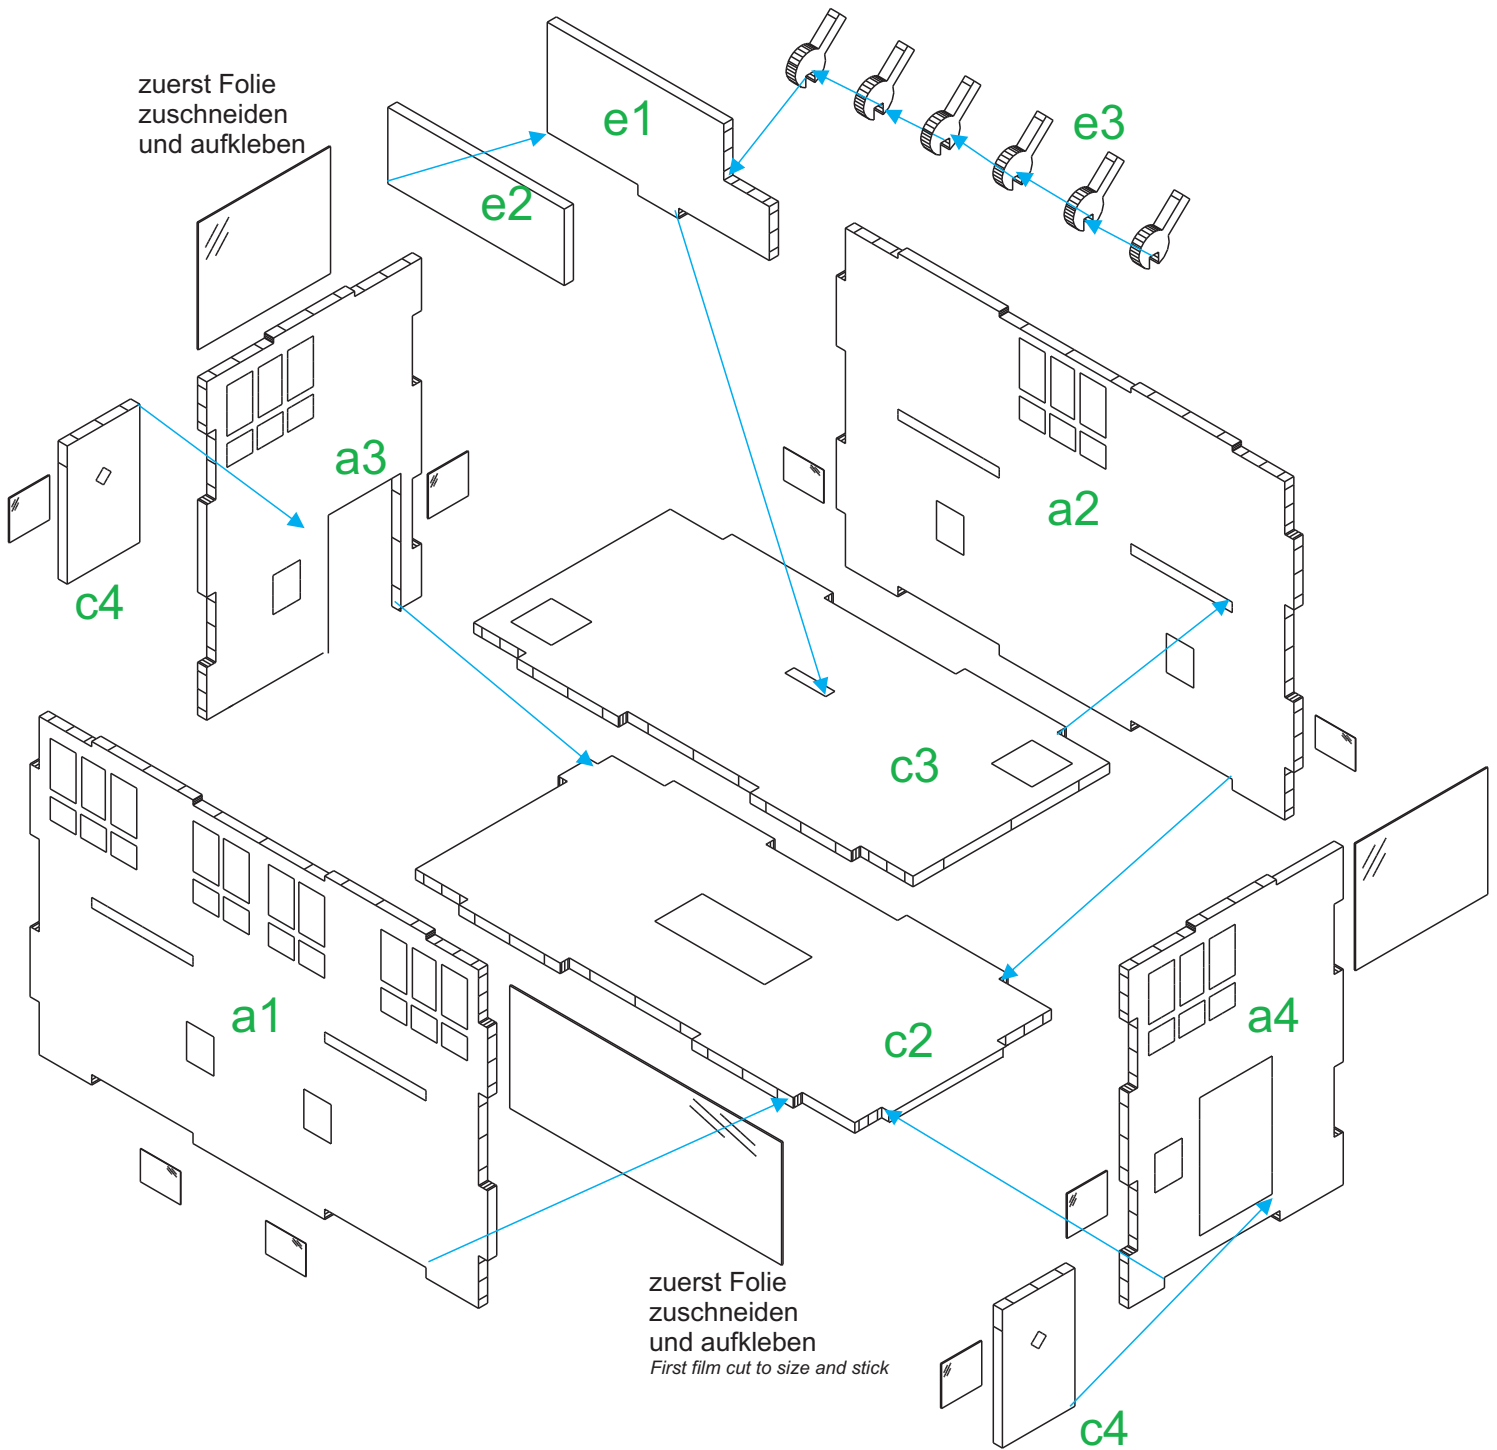 zuerst Folie
zuschneiden
und aufkleben
e1
e2
e3
a3
c4
a2
c3
a1
c2
a4
zuerst Folie
zuschneiden
und aufkleben
First film cut to size and stick
c4